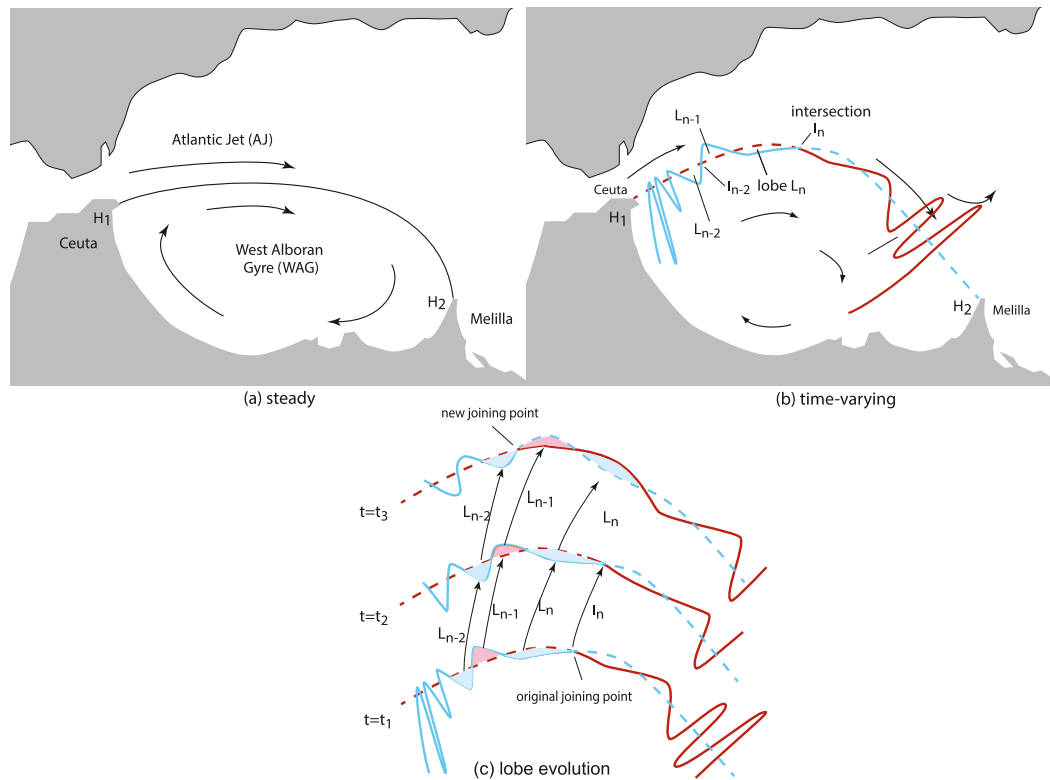 Atlantic Jet (AJ)
H1
Ceuta
West Alboran
Gyre (WAG)
H2
Melilla
(a) steady
intersection
In
Ln-1
Ceuta
In-2
lobe Ln
H1
Ln-2
H2
Melilla
(b) time-varying
new joining point
t=t3
Ln-2
Ln-1
Ln
t=t2
Ln-2
Ln-1
Ln
In
original joining point
t=t1
(c) lobe evolution